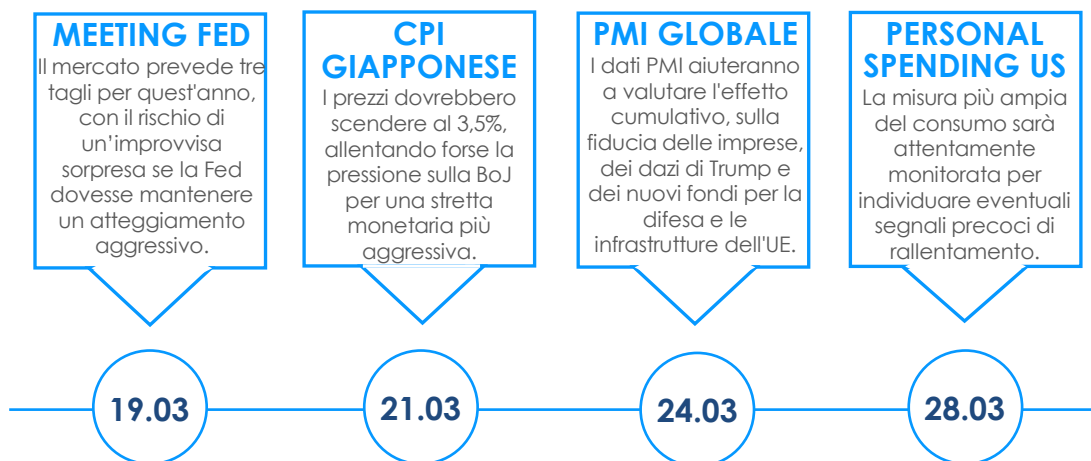 MEETING FED
Il mercato prevede tre
tagli per quest'anno,
con il rischio di
un’improvvisa
sorpresa se la Fed
dovesse mantenere
un atteggiamento
aggressivo.
19.03
CPI
GIAPPONESE
I prezzi dovrebbero
scendere al 3,5%,
allentando forse la
pressione sulla BoJ
per una stretta
monetaria più
aggressiva.
21.03
PMI GLOBALE
I dati PMI aiuteranno
a valutare l'effetto
cumulativo, sulla
fiducia delle imprese,
dei dazi di Trump e
dei nuovi fondi per la
difesa e le
infrastrutture dell'UE.
24.03
PERSONAL
SPENDING US
La misura più ampia
del consumo sarà
attentamente
monitorata per
individuare eventuali
segnali precoci di
rallentamento.
28.03